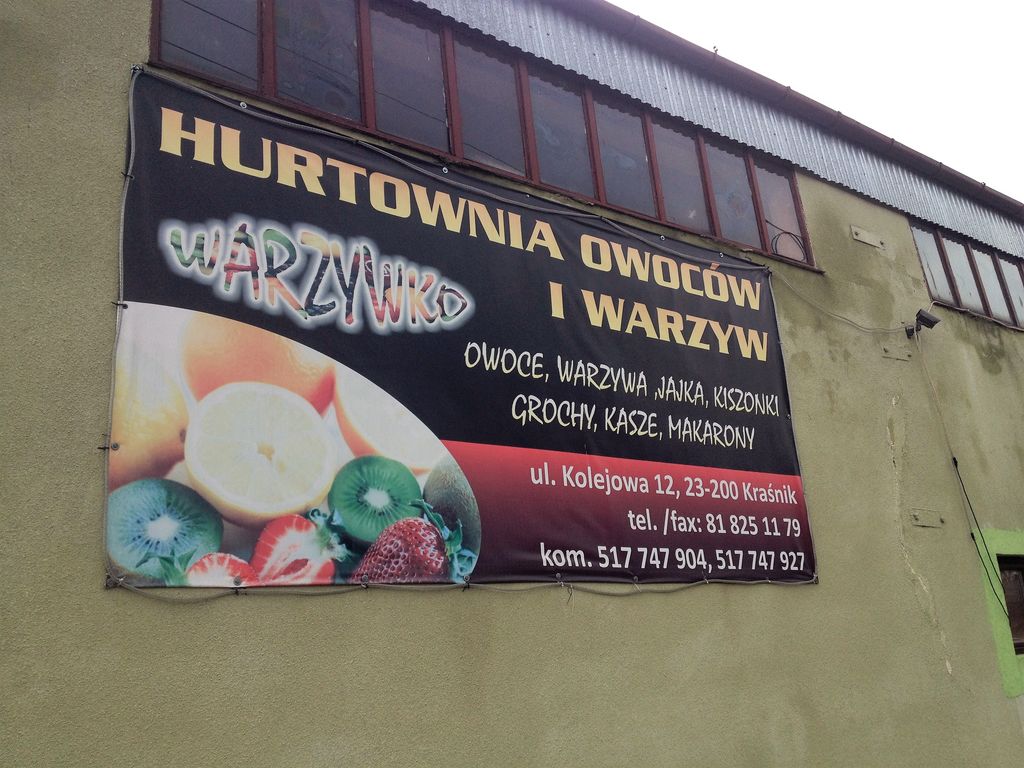 HURTOWNIA OWOCÓW
I WARZYW
WARZYWKO
OWOCE, WARZYWA ,JAJKA, KISZONKI
GROCHY, KASZE, MAKARONY
ul. Kolejowa 12, 23-200 Kraśnik
tel. /fax: 81 825 11 79
kom. 517 747 904, 517 747 927